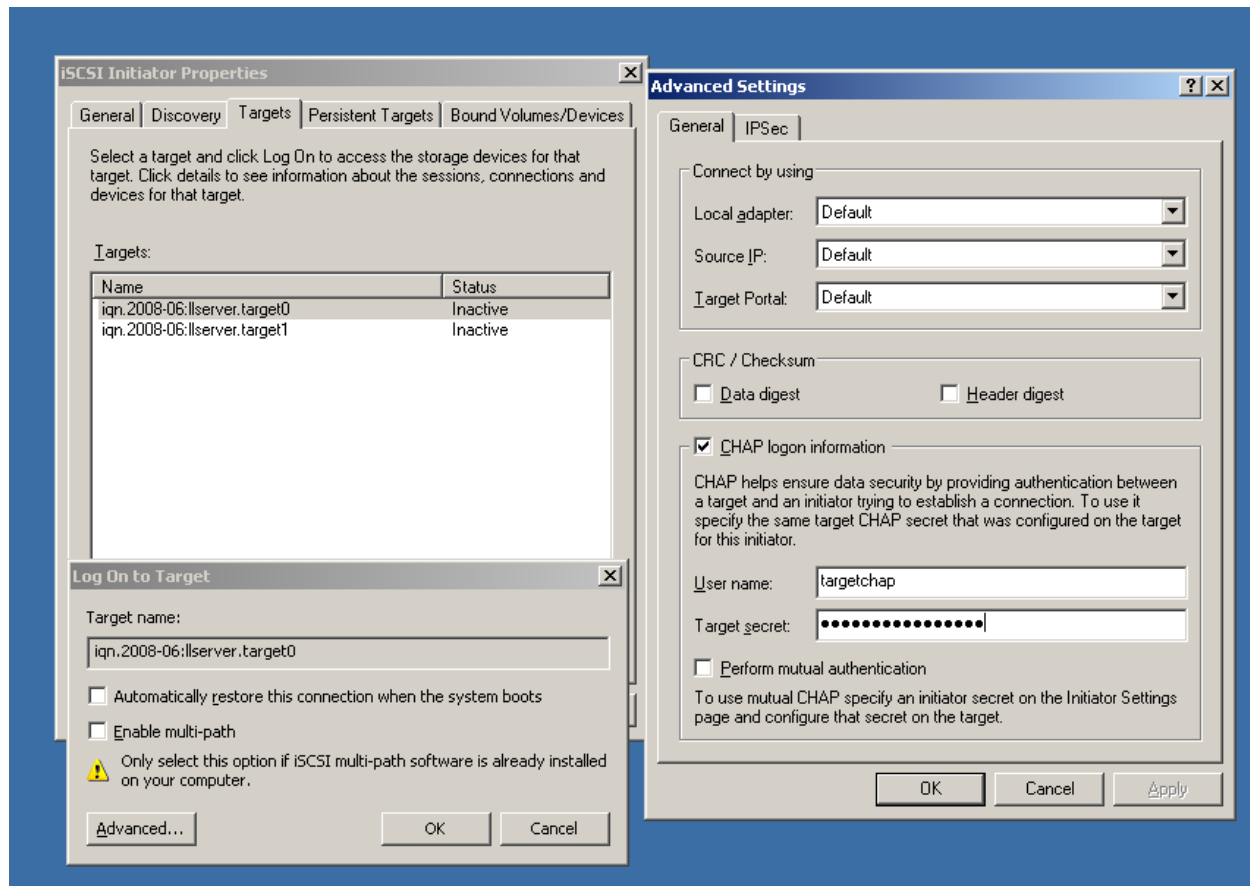 iSCSI Initiator Properties
General Discovery Targets Persistent Targets Bound Volumes/Devices
Select a target and click Log On to access the storage devices for that
target. Click details to see information about the sessions, connections and
devices for that target.
Targets:
Name Status
iqn.2008-06:llserver.target0 Inactive
iqn.2008-06:llserver.target1 Inactive
Log On to Target
Target name:
iqn.2008-06:llserver.target0
Automatically restore this connection when the system boots
Enable multi-path
Only select this option if iSCSI multi-path software is already installed
on your computer.
Advanced... OK Cancel
Advanced Settings
General IPSec
Connect by using
Local adapter: Default
Source IP: Default
Target Portal: Default
CRC / Checksum
Data digest Header digest
CHAP logon information
CHAP helps ensure data security by providing authentication between
a target and an initiator trying to establish a connection. To use it
specify the same target CHAP secret that was configured on the target
for this initiator.
User name: targetchap
Target secret: ●●●●●●●●●●●●●●●●
Perform mutual authentication
To use mutual CHAP specify an initiator secret on the Initiator Settings
page and configure that secret on the target.
OK Cancel Apply